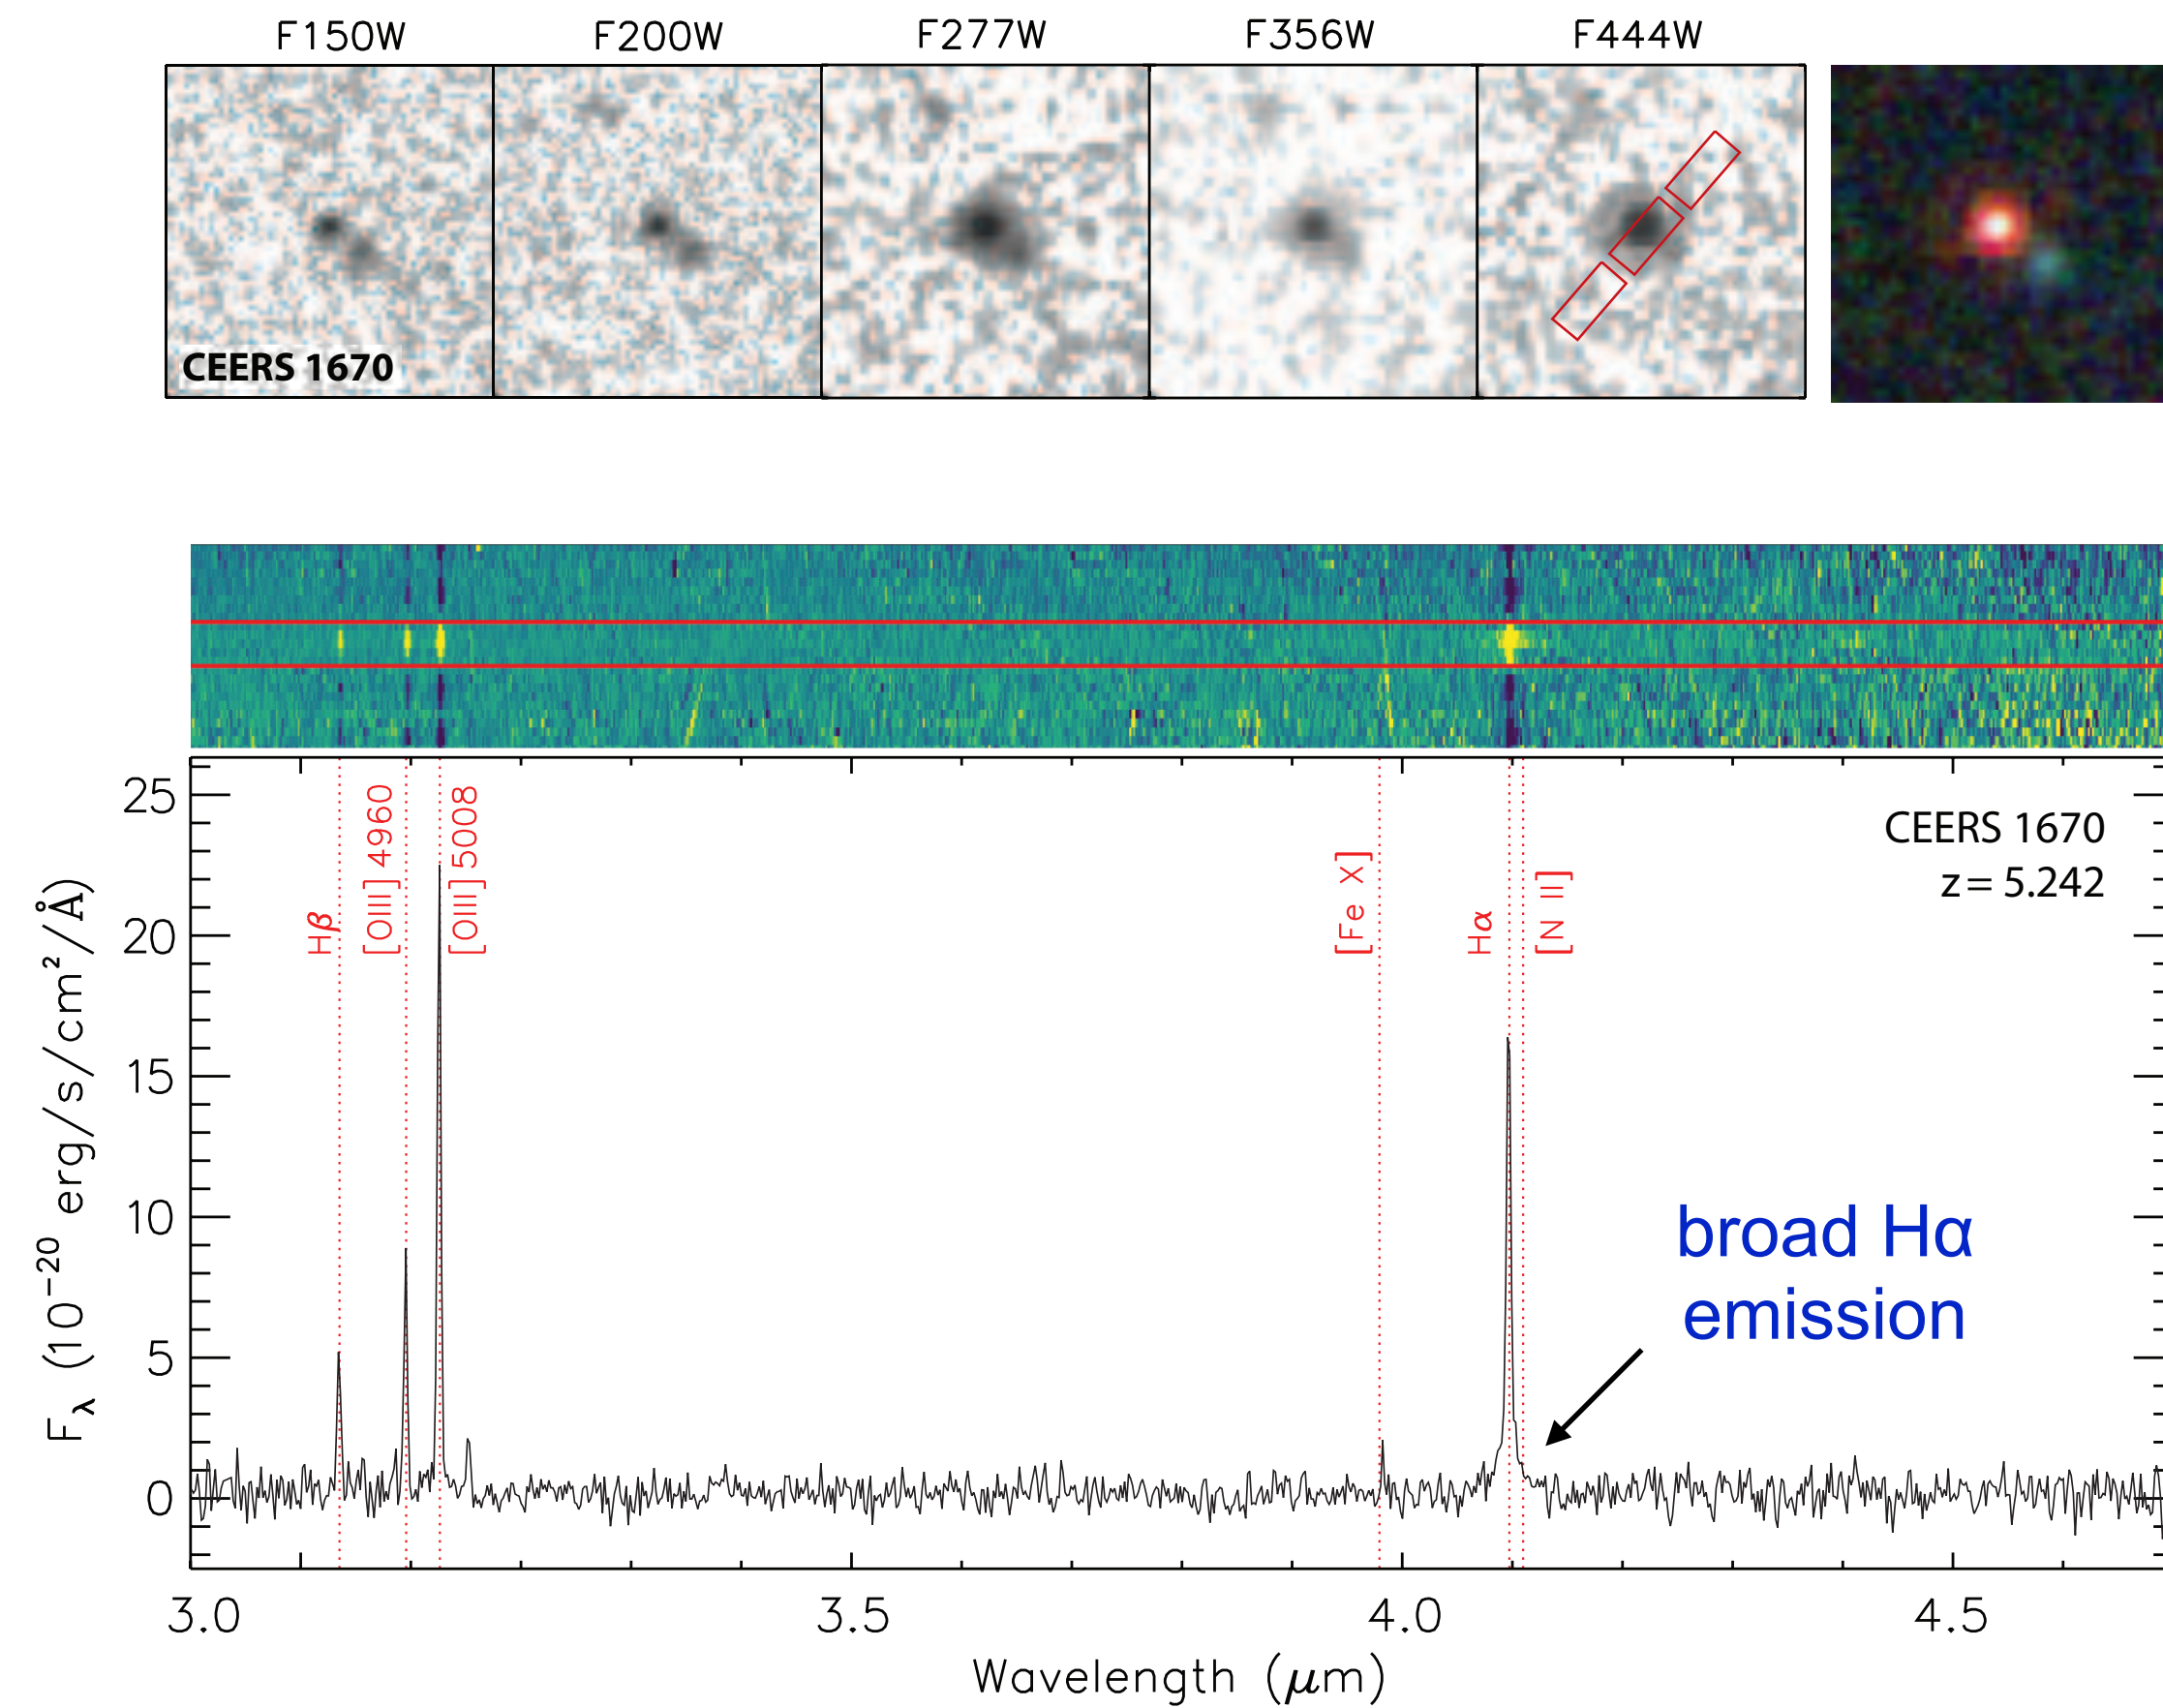 F150W
F200W
F277W
F356W
F444W
CEERS 1670
25
20
15
10
5
0
F_λ (10⁻²⁰ erg/s/cm²/Å)
Hβ
[OIII] 4960
[OIII] 5008
[Fe X]
Hα
[N II]
CEERS 1670
z = 5.242
broad Hα
emission
3.0
3.5
4.0
4.5
Wavelength (μm)